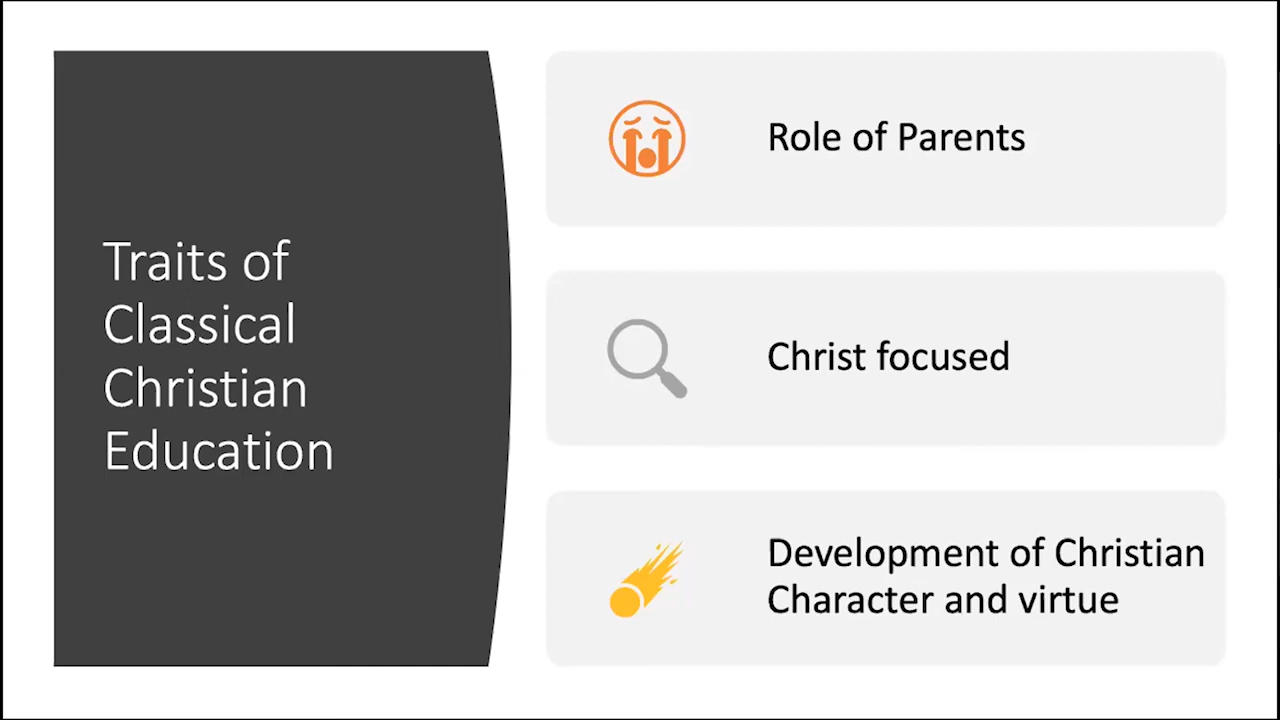 Traits of
Classical
Christian
Education
Role of Parents
Christ focused
Development of Christian
Character and virtue